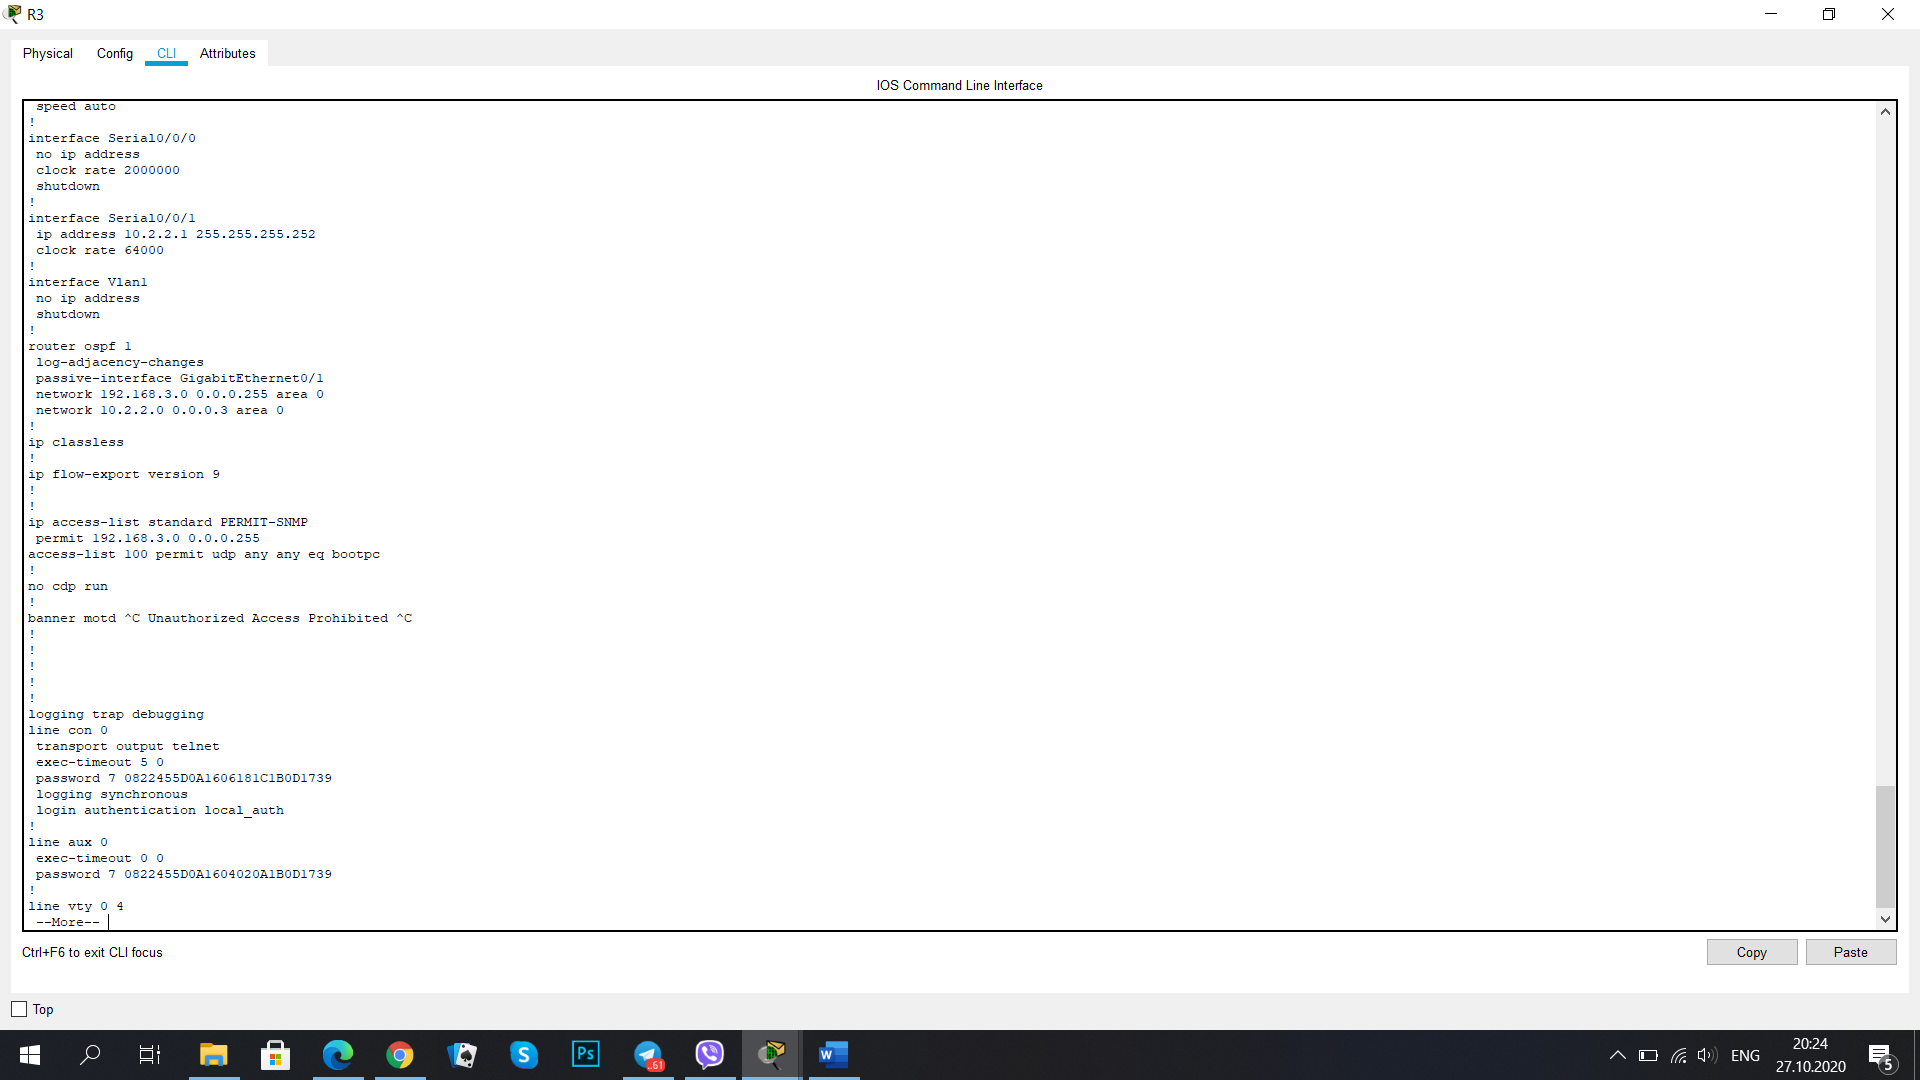 R3
Physical Config CLI Attributes
IOS Command Line Interface
speed auto
!
interface Serial0/0/0
no ip address
clock rate 2000000
shutdown
!
interface Serial0/0/1
ip address 10.2.2.1 255.255.255.252
clock rate 64000
!
interface Vlan1
no ip address
shutdown
!
router ospf 1
log-adjacency-changes
passive-interface GigabitEthernet0/1
network 192.168.3.0 0.0.0.255 area 0
network 10.2.2.0 0.0.0.3 area 0
!
ip classless
!
ip flow-export version 9
!
!
ip access-list standard PERMIT-SNMP
permit 192.168.3.0 0.0.0.255
access-list 100 permit udp any any eq bootpc
!
no cdp run
!
banner motd ^C Unauthorized Access Prohibited ^C
!
!
!
!
!
logging trap debugging
line con 0
transport output telnet
exec-timeout 5 0
password 7 0822455D0A1606181C1B0D1739
logging synchronous
login authentication local_auth
!
line aux 0
exec-timeout 0 0
password 7 0822455D0A1604020A1B0D1739
!
line vty 0 4
--More--
Ctrl+F6 to exit CLI focus
Copy Paste
Top
Ps
..61
W
ENG
20:24
27.10.2020
5